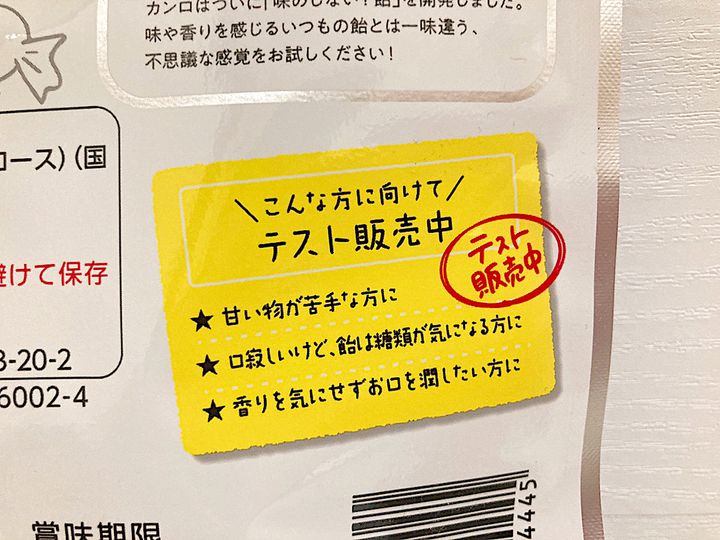 カンロはついに「味のしない?飴」を開発しました。
味や香りを感じるいつもの飴とは一味違う、
不思議な感覚をお試しください!
コース)(国
避けて保存
3-20-2
6002-4
\こんな方に向けて/
テスト販売中
テスト
販売中
★甘い物が苦手な方に
★口寂しいけど、飴は糖類が気になる方に
★香りを気にせずお口を潤したい方に
賞味期限
4445